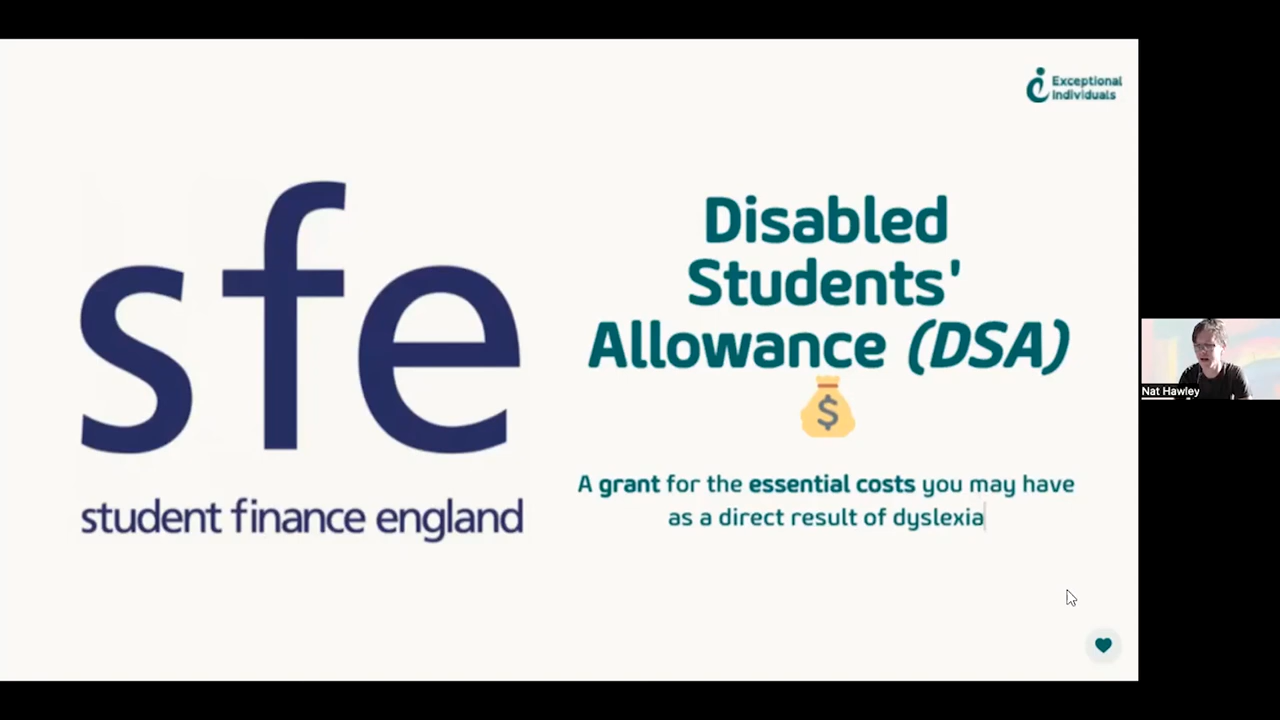 Exceptional
Individuals
sfe
student finance england
Disabled
Students'
Allowance (DSA)
$
A grant for the essential costs you may have
as a direct result of dyslexia
Nat Hawley